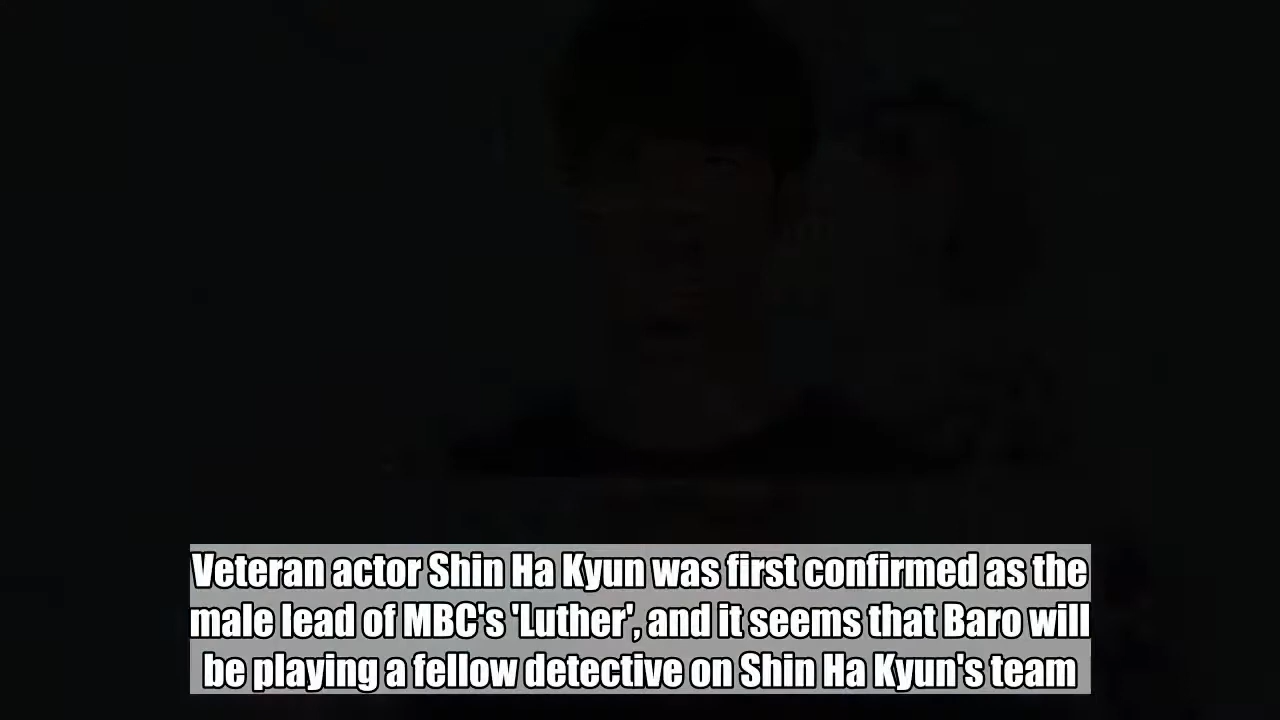 Veteran actor Shin Ha Kyun was first confirmed as the
male lead of MBC's 'Luther', and it seems that Baro will
be playing a fellow detective on Shin Ha Kyun's team